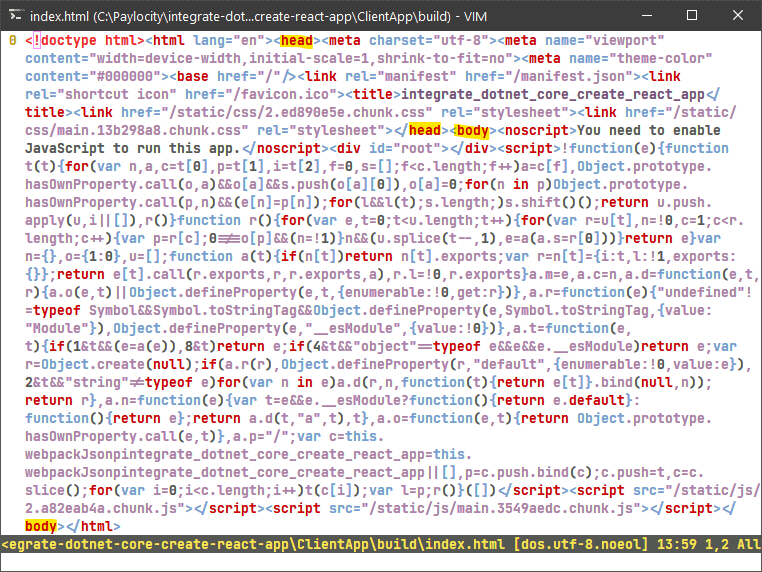 index.html (C:\Paylocity\integrate-dot...create-react-app\ClientApp\build) - VIM
0 <!doctype html><html lang="en"><head><meta charset="utf-8"><meta name="viewport"
content="width=device-width,initial-scale=1,shrink-to-fit=no"><meta name="theme-color"
content="#000000"><base href="/"/><link rel="manifest" href="/manifest.json"><link
rel="shortcut icon" href="/favicon.ico"><title>integrate_dotnet_core_create_react_app</
title><link href="/static/css/2.ed890e5e.chunk.css" rel="stylesheet"><link href="/static/
css/main.13b298a8.chunk.css" rel="stylesheet"></head><body><noscript>You need to enable
JavaScript to run this app.</noscript><div id="root"></div><script>!function(e){function
t(t){for(var n,a,c=t[0],p=t[1],i=t[2],f=0,s=[];f<c.length;f++)a=c[f],Object.prototype.
hasOwnProperty.call(o,a)&&o[a]&&s.push(o[a][0]),o[a]=0;for(n in p)Object.prototype.
hasOwnProperty.call(p,n)&&(e[n]=p[n]);for(l&&l(t);s.length;)s.shift()();return u.push.
apply(u,i||[]),r()}function r(){for(var e,t=0;t<u.length;t++){for(var r=u[t],n=!0,c=1;c<r.
length;c++){var p=r[c];0!==o[p]&&(n=!1)}n&&(u.splice(t--,1),e=a(a.s=r[0]))}return e}var
n={},o={1:0},u=[];function a(t){if(n[t])return n[t].exports;var r=n[t]={i:t,l:!1,exports:
{}};return e[t].call(r.exports,r,r.exports,a),r.l=!0,r.exports}a.m=e,a.c=n,a.d=function(e,t,
r){a.o(e,t)||Object.defineProperty(e,t,{enumerable:!0,get:r})},a.r=function(e){"undefined"!
=typeof Symbol&&Symbol.toStringTag&&Object.defineProperty(e,Symbol.toStringTag,{value:
"Module"}),Object.defineProperty(e,"__esModule",{value:!0})},a.t=function(e,
t){if(1&t&&(e=a(e)),8&t)return e;if(4&t&&"object"==typeof e&&e&&e.__esModule)return e;var
r=Object.create(null);if(a.r(r),Object.defineProperty(r,"default",{enumerable:!0,value:e}),
2&t&&"string"!=typeof e)for(var n in e)a.d(r,n,function(t){return e[t]}.bind(null,n));
return r},a.n=function(e){var t=e&&e.__esModule?function(){return e.default}:
function(){return e};return a.d(t,"a",t),t},a.o=function(e,t){return Object.prototype.
hasOwnProperty.call(e,t)},a.p="/";var c=this.
webpackJsonpintegrate_dotnet_core_create_react_app=this.
webpackJsonpintegrate_dotnet_core_create_react_app||[],p=c.push.bind(c);c.push=t,c=c.
slice();for(var i=0;i<c.length;i++)t(c[i]);var l=p;r()}([])</script><script src="/static/js/
2.a82eab4a.chunk.js"></script><script src="/static/js/main.3549aedc.chunk.js"></script></
body></html>
<egrate-dotnet-core-create-react-app\ClientApp\build\index.html [dos.utf-8.noeol] 13:59 1,2 All